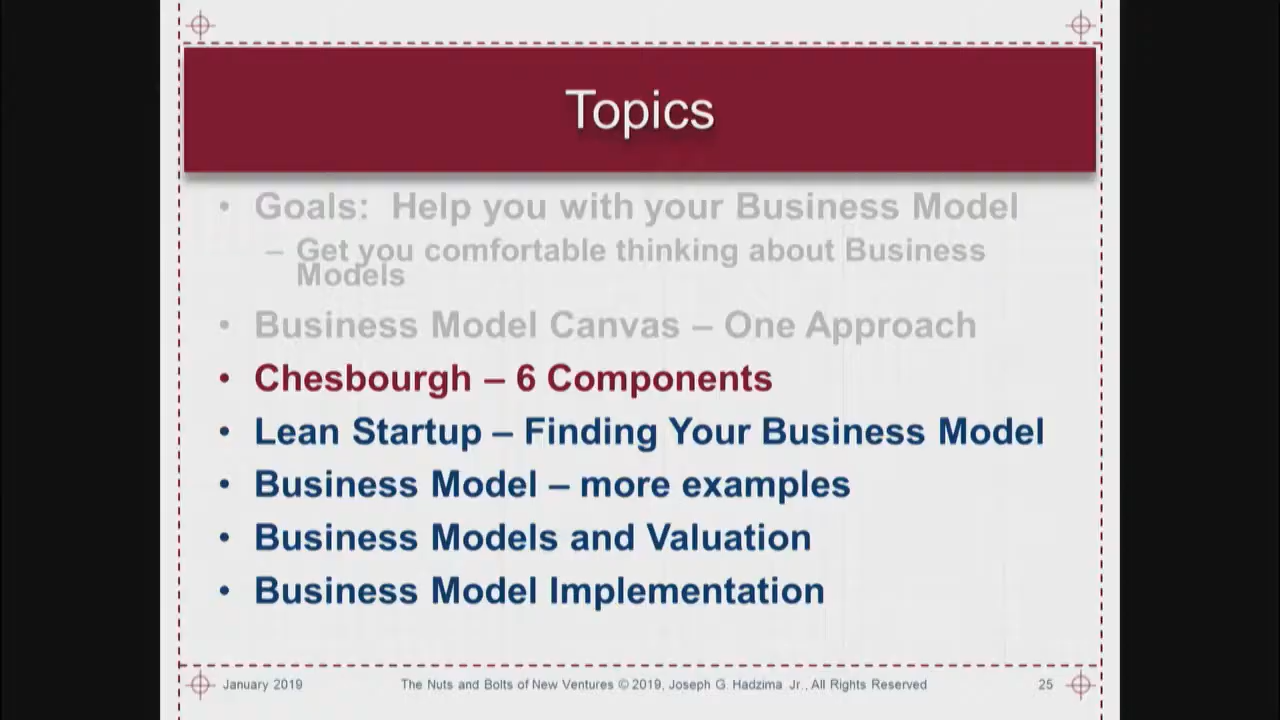 Topics
• Goals: Help you with your Business Model
– Get you comfortable thinking about Business
Models
• Business Model Canvas – One Approach
• Chesbourgh – 6 Components
• Lean Startup – Finding Your Business Model
• Business Model – more examples
• Business Models and Valuation
• Business Model Implementation
January 2019 The Nuts and Bolts of New Ventures © 2019, Joseph G. Hadzima Jr., All Rights Reserved 25